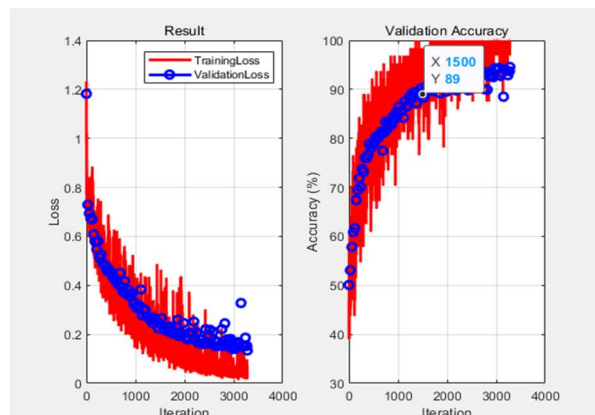 Result
1.4
1.2
1
0.8
0.6
0.4
0.2
0
Loss
TrainingLoss
ValidationLoss
0 1000 2000 3000 4000
Iteration
Validation Accuracy
100
90
80
70
60
50
40
30
Accuracy (%)
X 1500
Y 89
0 1000 2000 3000 4000
Iteration